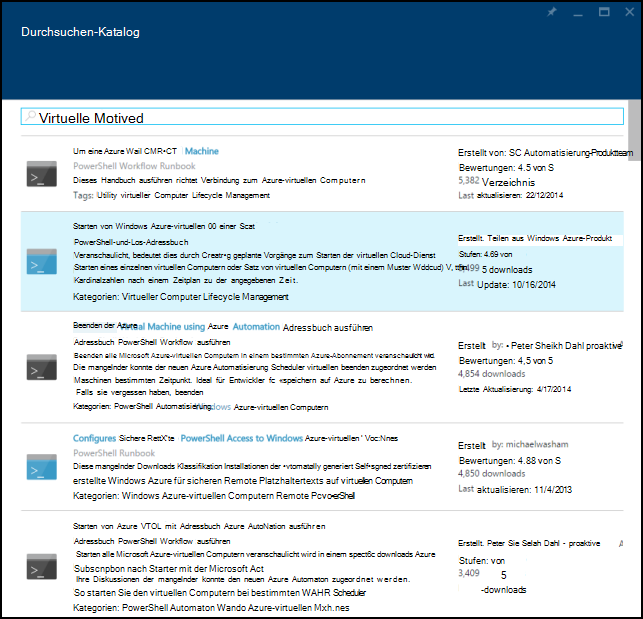 Durchsuchen-Katalog
Virtuelle Motived
Um eine Azure Wall CMR•CT Machine
PowerShell Workflow Runbook
Dieses Handbuch ausführen richtet Verbindung zum Azure-virtuellen Computern
Tags: Utility virtueller Computer Lifecycle Management
Erstellt von: SC Automatisierung-Produktteam
Bewertungen: 4.5 von S
5,382 Verzeichnis
Last aktualisieren: 22/12/2014
Starten von Windows Azure-virtuellen 00 einer Scat
PowerShell-und-Los-Adressbuch
Veranschaulicht, bedeutet dies durch Creatr•g geplante Vorgänge zum Starten der virtuellen Cloud-Dienst
Starten eines einzelnen virtuellen Computern oder Satz von virtuellen Computern (mit einem Muster Wddcud) V,
Kardinalzahlen nach einem Zeitplan zu der angegebenen Zeit.
Kategorien: Virtueller Computer Lifecycle Management
Erstellt. Teilen aus Windows Azure-Produkt
Stufen: 4.69 von
5 downloads
Last Update: 10/16/2014
Beenden der Azure Virtual Machine using Azure Automation Adressbuch ausführen
Adressbuch PowerShell Workflow ausführen
Beenden alle Microsoft Azure-virtuellen Computern in einem bestimmten Azure-Abonnement veranschaulicht wird.
Die mangelnder konnte der neuen Azure Automatisierung Scheduler virtuellen beenden zugeordnet werden
Maschinen bestimmten Zeitpunkt. Ideal für Entwickler fc «speichern auf Azure zu berechnen.
Falls sie vergessen haben, beenden
Kategorien: PowerShell Automatisierung, Windows Azure-virtuellen Computern
Erstellt by: • Peter Sheikh Dahl proaktive
Bewertungen: 4,5 von 5
4,854 downloads
Letzte Aktualisierung: 4/17/2014
Configures Sichere RettX'te PowerShell Access to Windows Azure-virtuellen ' Voc:Nnes
PowerShell Runbook
Diese mangelnder Downloads Klassifikation Installationen der •vtomatally generiert Self•sgned zertifizieren
erstellte Windows Azure für sicheren Remote Platzhaltertexts auf virtuellen Computern
Kategorien: Windows Azure-virtuellen Computern Remote Pcvo•erShell
Erstellt by: michaelwasham
Bewertungen: 4.88 von S
4,850 downloads
Last aktualisieren: 11/4/2013
Starten von Azure VTOL mit Adressbuch Azure AutoNation ausführen
Adressbuch PowerShell Workflow ausführen
Starten alle Microsoft Azure-virtuellen Computern veranschaulicht wird in einem spectSc downloads Azure
Subscnpbon nach Starter mit der Microsoft Act
Ihre Diskussionen der mangelnder konnte den neuen Azure Automaton zugeordnet werden.
So starten Sie den virtuellen Computern bei bestimmten WAHR Scheduler
Kategorien: PowerShell Automaton Wando Azure-virtuellen Mxh.nes
Erstellt. Peter Sie Selah Dahl - proaktive
Stufen: von
3,409 5
-downloads